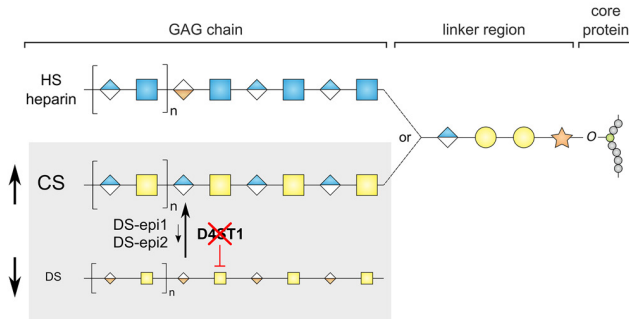 GAG chain
linker region
core
protein
HS
heparin
n
or
O
CS
n
DS-epi1
DS-epi2
D4ST1
DS
n